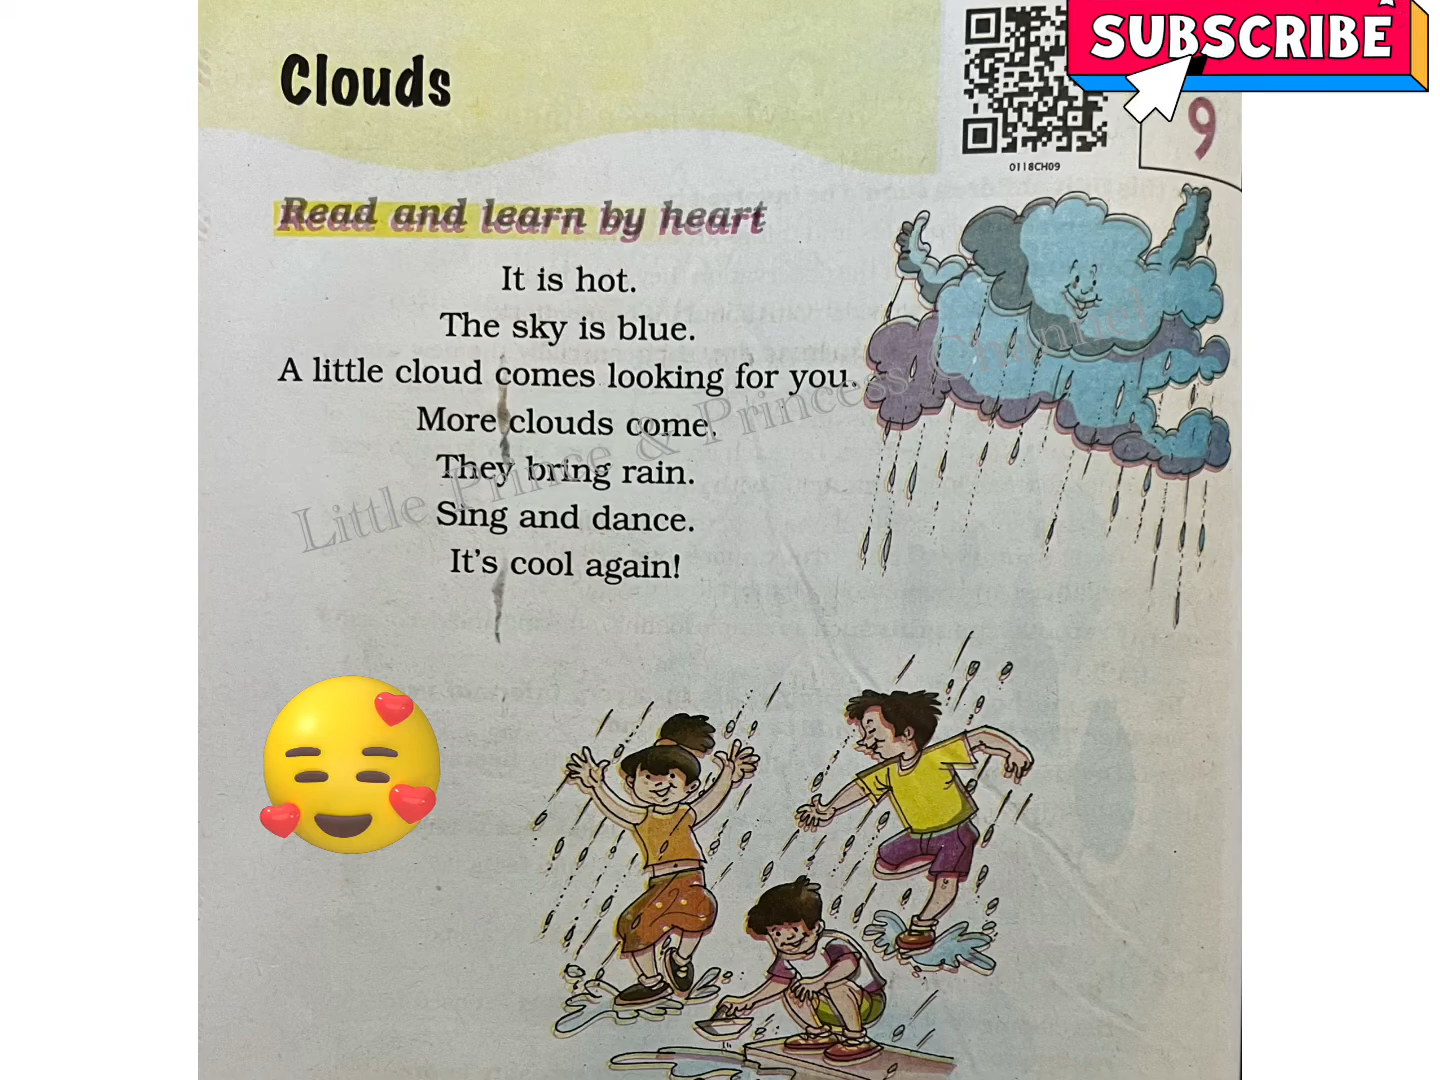 SUBSCRIBE
Clouds
0118CH09
9
Read and learn by heart
It is hot.
The sky is blue.
A little cloud comes looking for you.
More clouds come.
They bring rain.
Sing and dance.
It's cool again!
Little Prince & Princess